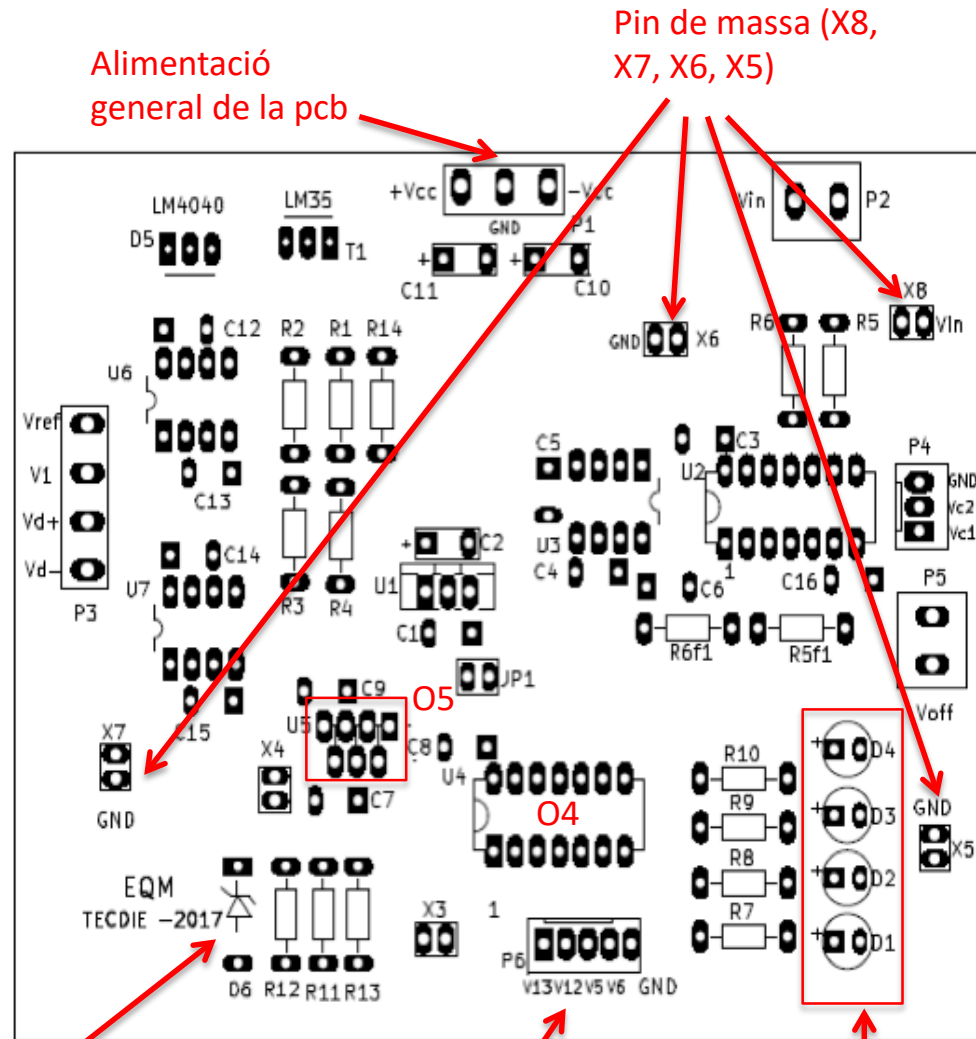 Pin de massa (X8,
X7, X6, X5)
Alimentació
general de la pcb
+Vcc
-Vcc
GND
P1
Vin
P2
LM4040
D5
LM35
T1
+
C11
+
C10
X8
Vin
C12
R2
R1
R14
GND
X6
R6
R5
U6
Vref
V1
Vd+
Vd-
P3
C13
C5
C3
U2
P4
GND
Vc2
Vc1
U7
C14
R3
R4
+
C2
U1
U3
C4
1
C6
C16
P5
C1
R6f1
R5f1
JP1
Voff
C9
O5
U5
C8
C15
X7
GND
X4
C7
U4
O4
R10
R9
R8
R7
+
D4
+
D3
+
D2
+
D1
GND
X5
EQM
TECDIE -2017
D6
R12
R11
R13
X3
1
P6
V13
V12
V5
V6
GND